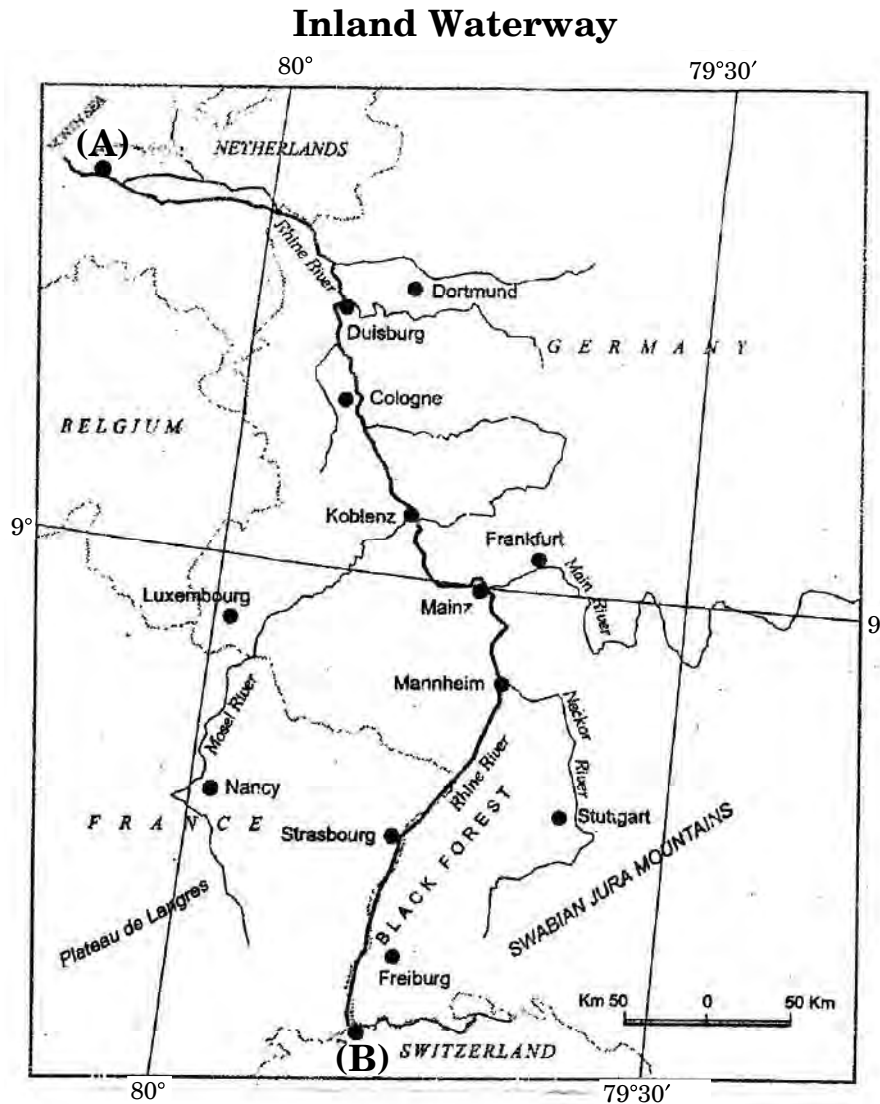 Inland Waterway
80°
79°30′
NORTH SEA
(A)
NEYHERLANDS
Rhine River
Dortmund
Duisburg
G E R M A N Y
Cologne
BELGIUM
Koblenz
9°
Frankfurt
Main River
Luxembourg
Mainz
9
Mannheim
Mosel River
Neckor River
Rhine River
Nancy
F R A N C E
Strasbourg
Stuttgart
BLACK FOREST
SWABIAN JURA MOUNTAINS
Plateau de Langres
Freiburg
Km 50 0 50 Km
(B)
SWITZERLAND
80°
79°30′